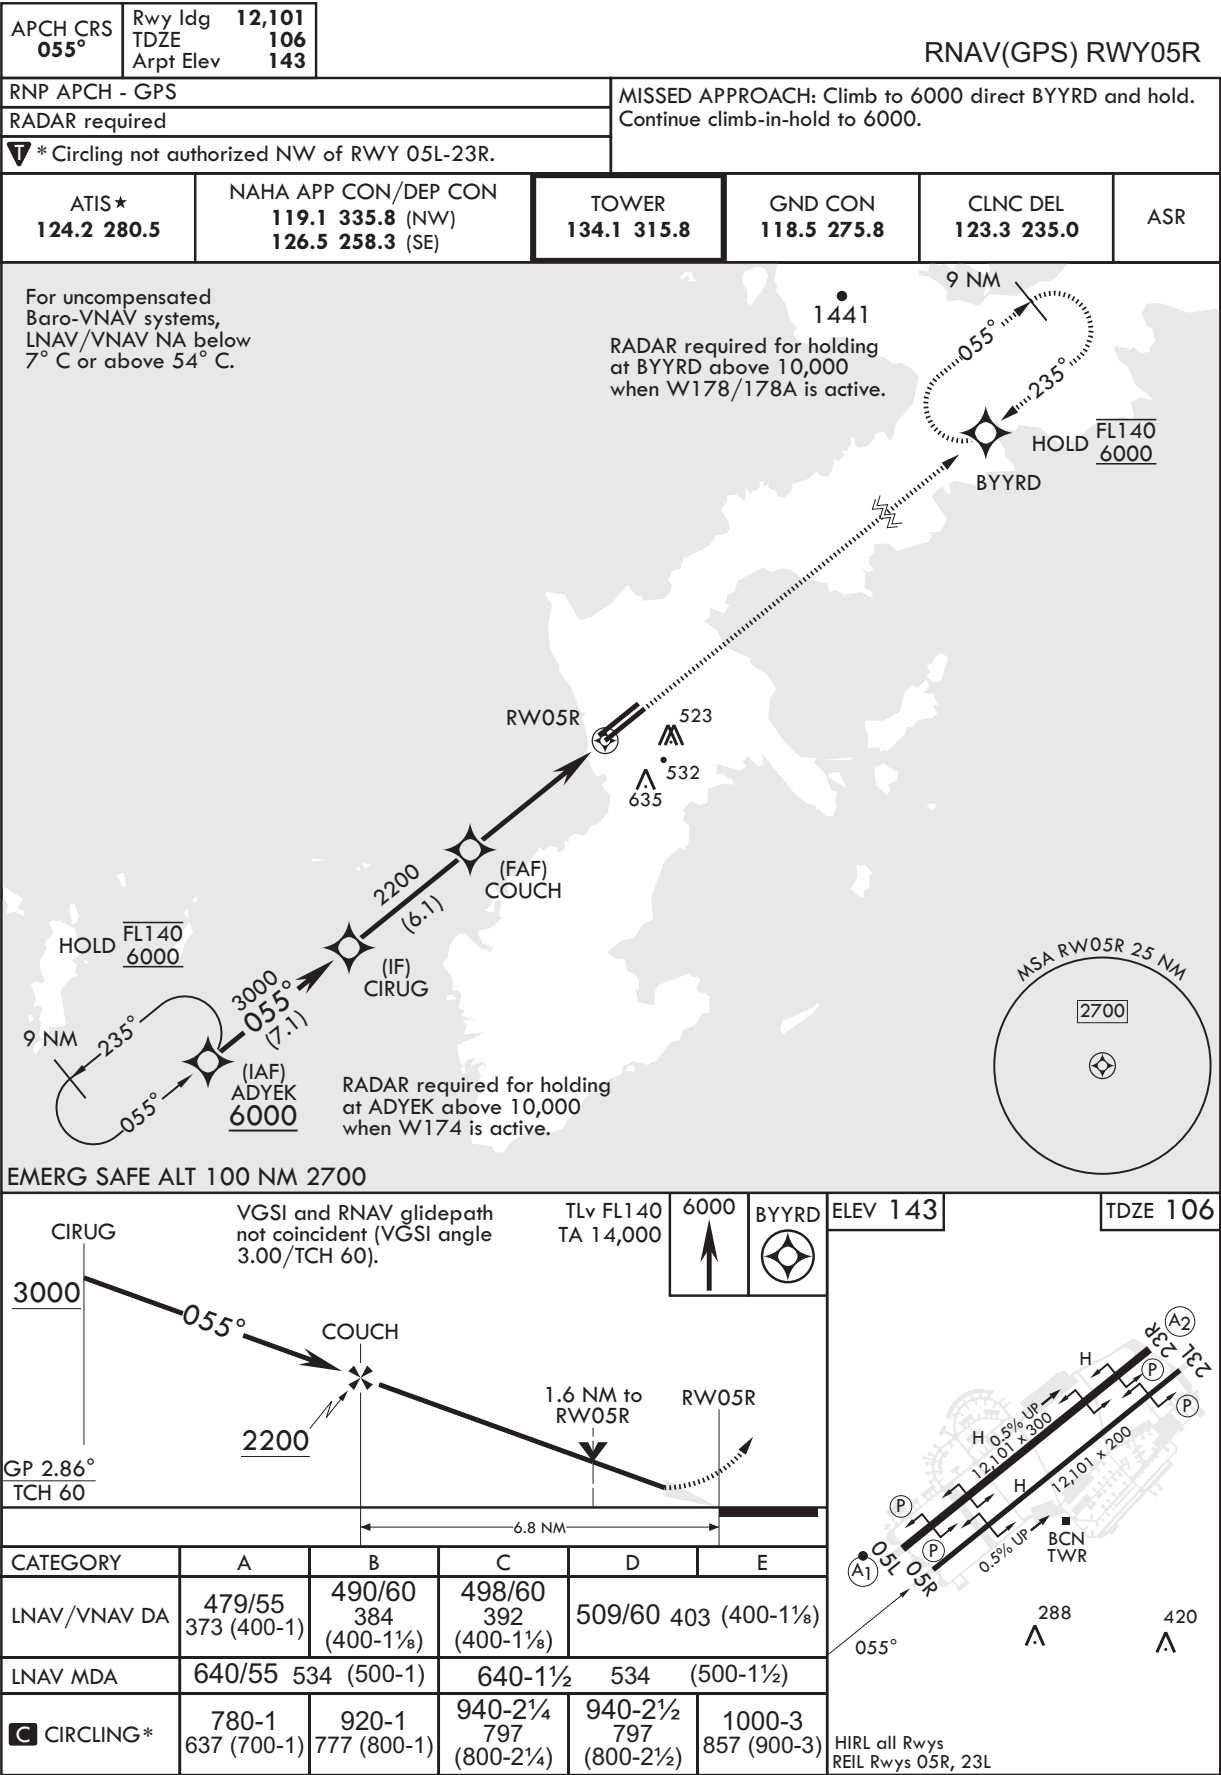 APCH CRS
055°
Rwy ldg 12,101
TDZE 106
Arpt Elev 143
RNAV(GPS) RWY05R
RNP APCH - GPS
RADAR required
T * Circling not authorized NW of RWY 05L-23R.
MISSED APPROACH: Climb to 6000 direct BYYRD and hold.
Continue climb-in-hold to 6000.
ATIS★
124.2 280.5
NAHA APP CON/DEP CON
119.1 335.8 (NW)
126.5 258.3 (SE)
TOWER
134.1 315.8
GND CON
118.5 275.8
CLNC DEL
123.3 235.0
ASR
For uncompensated
Baro-VNAV systems,
LNAV/VNAV NA below
7° C or above 54° C.
1441
RADAR required for holding
at BYYRD above 10,000
when W178/178A is active.
9 NM
055°
235°
HOLD FL140
6000
BYYRD
RW05R
523
532
635
(FAF)
COUCH
2200
(6.1)
HOLD FL140
6000
(IF)
CIRUG
3000
055°
(7.1)
9 NM
235°
055°
(IAF)
ADYEK
6000
RADAR required for holding
at ADYEK above 10,000
when W174 is active.
MSA RW05R 25 NM
2700
EMERG SAFE ALT 100 NM 2700
CIRUG
VGSI and RNAV glidepath
not coincident (VGSI angle
3.00/TCH 60).
TLv FL140
TA 14,000
6000
BYYRD
3000
055°
COUCH
2200
1.6 NM to
RW05R
RW05R
GP 2.86°
TCH 60
6.8 NM
ELEV 143
TDZE 106
A2
23R
23L
H
P
P
0.5% UP
H
12,101 x 300
12,101 x 200
H
P
P
0.5% UP
BCN
TWR
A1
05L
05R
055°
288
420
HIRL all Rwys
REIL Rwys 05R, 23L
CATEGORY A B C D E
LNAV/VNAV DA
479/55
373 (400-1)
490/60
384
(400-1⅛)
498/60
392
(400-1⅛)
509/60 403 (400-1⅛)
LNAV MDA 640/55 534 (500-1) 640-1½ 534 (500-1½)
C CIRCLING*
780-1
637 (700-1)
920-1
777 (800-1)
940-2¼
797
(800-2¼)
940-2½
797
(800-2½)
1000-3
857 (900-3)